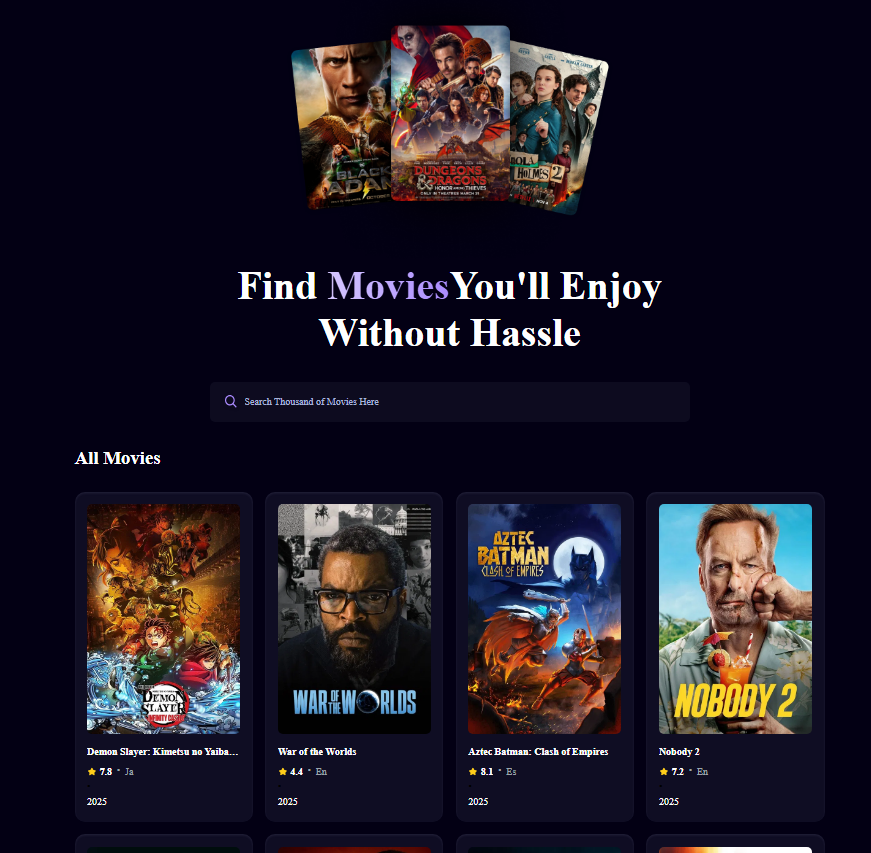 BLACK
ADAM
DUNGEONS
& DRAGONS
HONOR AMONG THIEVES
ONLY IN THEATRES MARCH 31
HOLMES 2
NOV 4
Find MoviesYou'll Enjoy
Without Hassle
Search Thousand of Movies Here
All Movies
DEMON
SLAYER
INFINITY CASTLE
WAR OF THE WORLDS
AZTEC
BATMAN
CLASH OF EMPIRES
NOBODY 2
Demon Slayer: Kimetsu no Yaiba...
7.8 • Ja
2025
War of the Worlds
4.4 • En
2025
Aztec Batman: Clash of Empires
8.1 • Es
2025
Nobody 2
7.2 • En
2025